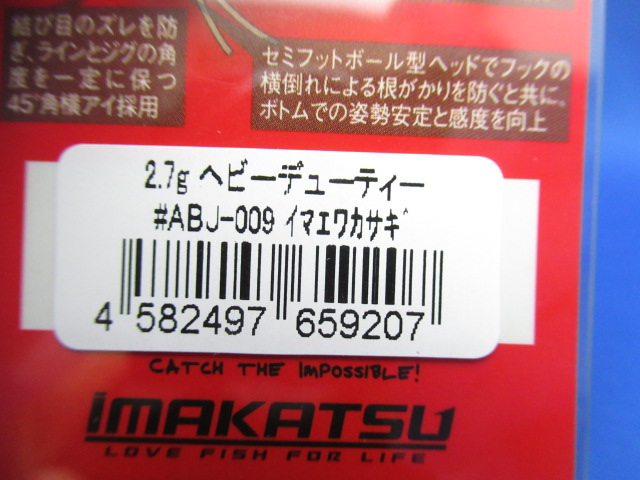 結び目のズレを防
ぎ、ラインとジグの角
度を一定に保つ
45°角横アイ採用
セミフットボール型ヘッドでフックの
横倒れによる根がかりを防ぐと共に、
ボトムでの姿勢安定と感度を向上
2.7g ヘビーデューティー
#ABJ-009 イマエワカサギ
4 582497 659207
CATCH THE IMPOSSIBLE!
IMAKATSU
LOVE FISH FOR LIFE